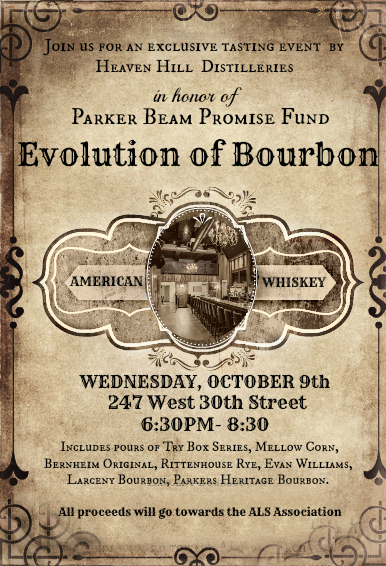 Join us for an exclusive tasting event by
Heaven Hill Distilleries
in honor of
Parker Beam Promise Fund
Evolution of Bourbon
AMERICAN
WHISKEY
WEDNESDAY, OCTOBER 9th
247 West 30th Street
6:30PM- 8:30
Includes pours of Try Box Series, Mellow Corn,
Bernheim Original, Rittenhouse Rye, Evan Williams,
Larceny Bourbon, Parkers Heritage Bourbon.
All proceeds will go towards the ALS Association